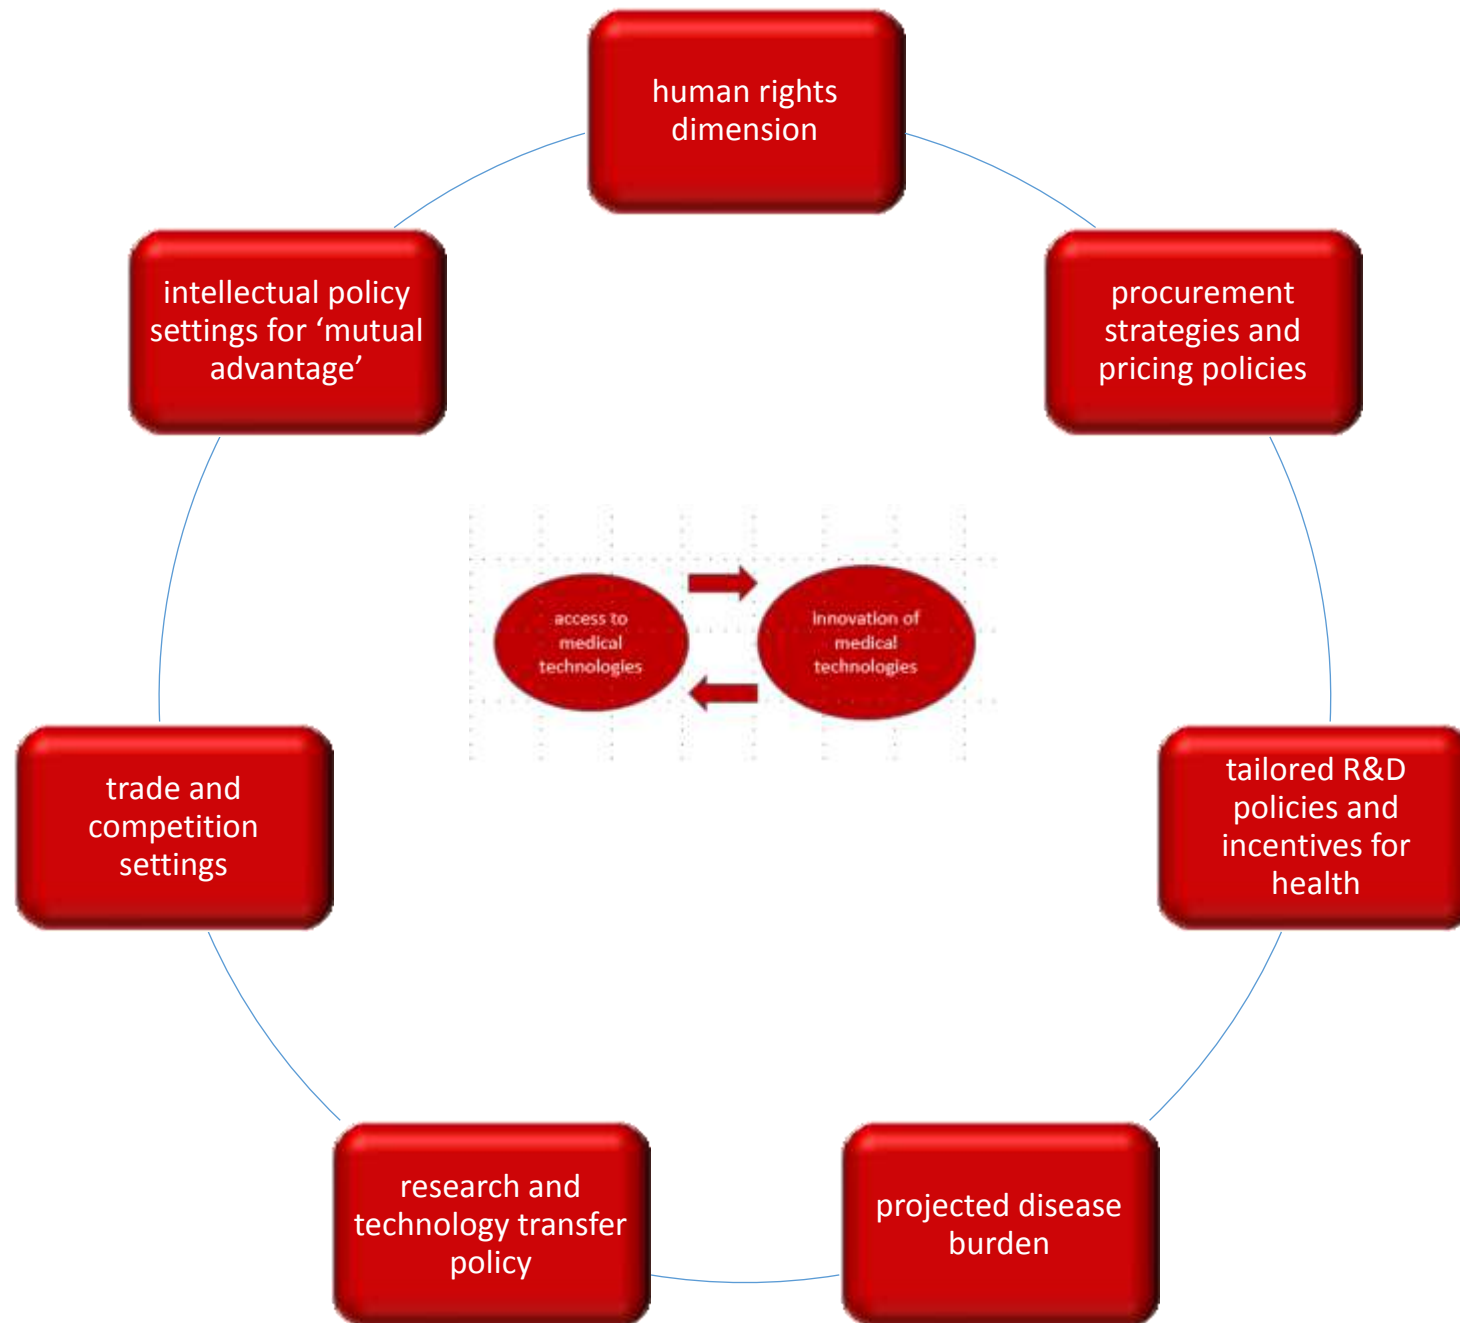 human rights
dimension
intellectual policy
settings for ‘mutual
advantage’
procurement
strategies and
pricing policies
access to
medical
technologies
innovation of
medical
technologies
trade and
competition
settings
tailored R&D
policies and
incentives for
health
research and
technology transfer
policy
projected disease
burden